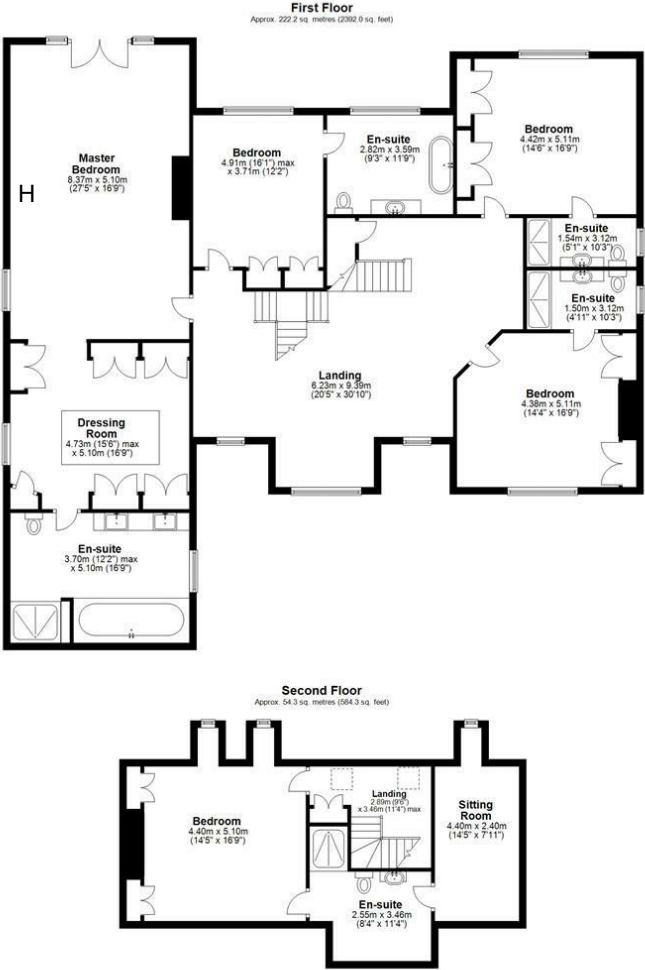 First Floor
Approx. 222.2 sq. metres (2392.0 sq. feet)
Master
Bedroom
8.37m x 5.10m
(27'5" x 16'9")
H
Bedroom
4.91m (16'1") max
x 3.71m (12'2")
En-suite
2.82m x 3.59m
(9'3" x 11'9")
Bedroom
4.42m x 5.11m
(14'6" x 16'9")
En-suite
1.54m x 3.12m
(5'1" x 10'3")
En-suite
1.50m x 3.12m
(4'11" x 10'3")
Landing
6.23m x 9.39m
(20'5" x 30'10")
Bedroom
4.38m x 5.11m
(14'4" x 16'9")
Dressing
Room
4.73m (15'6") max
x 5.10m (16'9")
En-suite
3.70m (12'2") max
x 5.10m (16'9")
Second Floor
Approx. 54.3 sq. metres (584.3 sq. feet)
Bedroom
4.40m x 5.10m
(14'5" x 16'9")
Landing
2.89m (9'6")
x 3.46m (11'4") max
Sitting
Room
4.40m x 2.40m
(14'5" x 7'11")
En-suite
2.55m x 3.46m
(8'4" x 11'4")